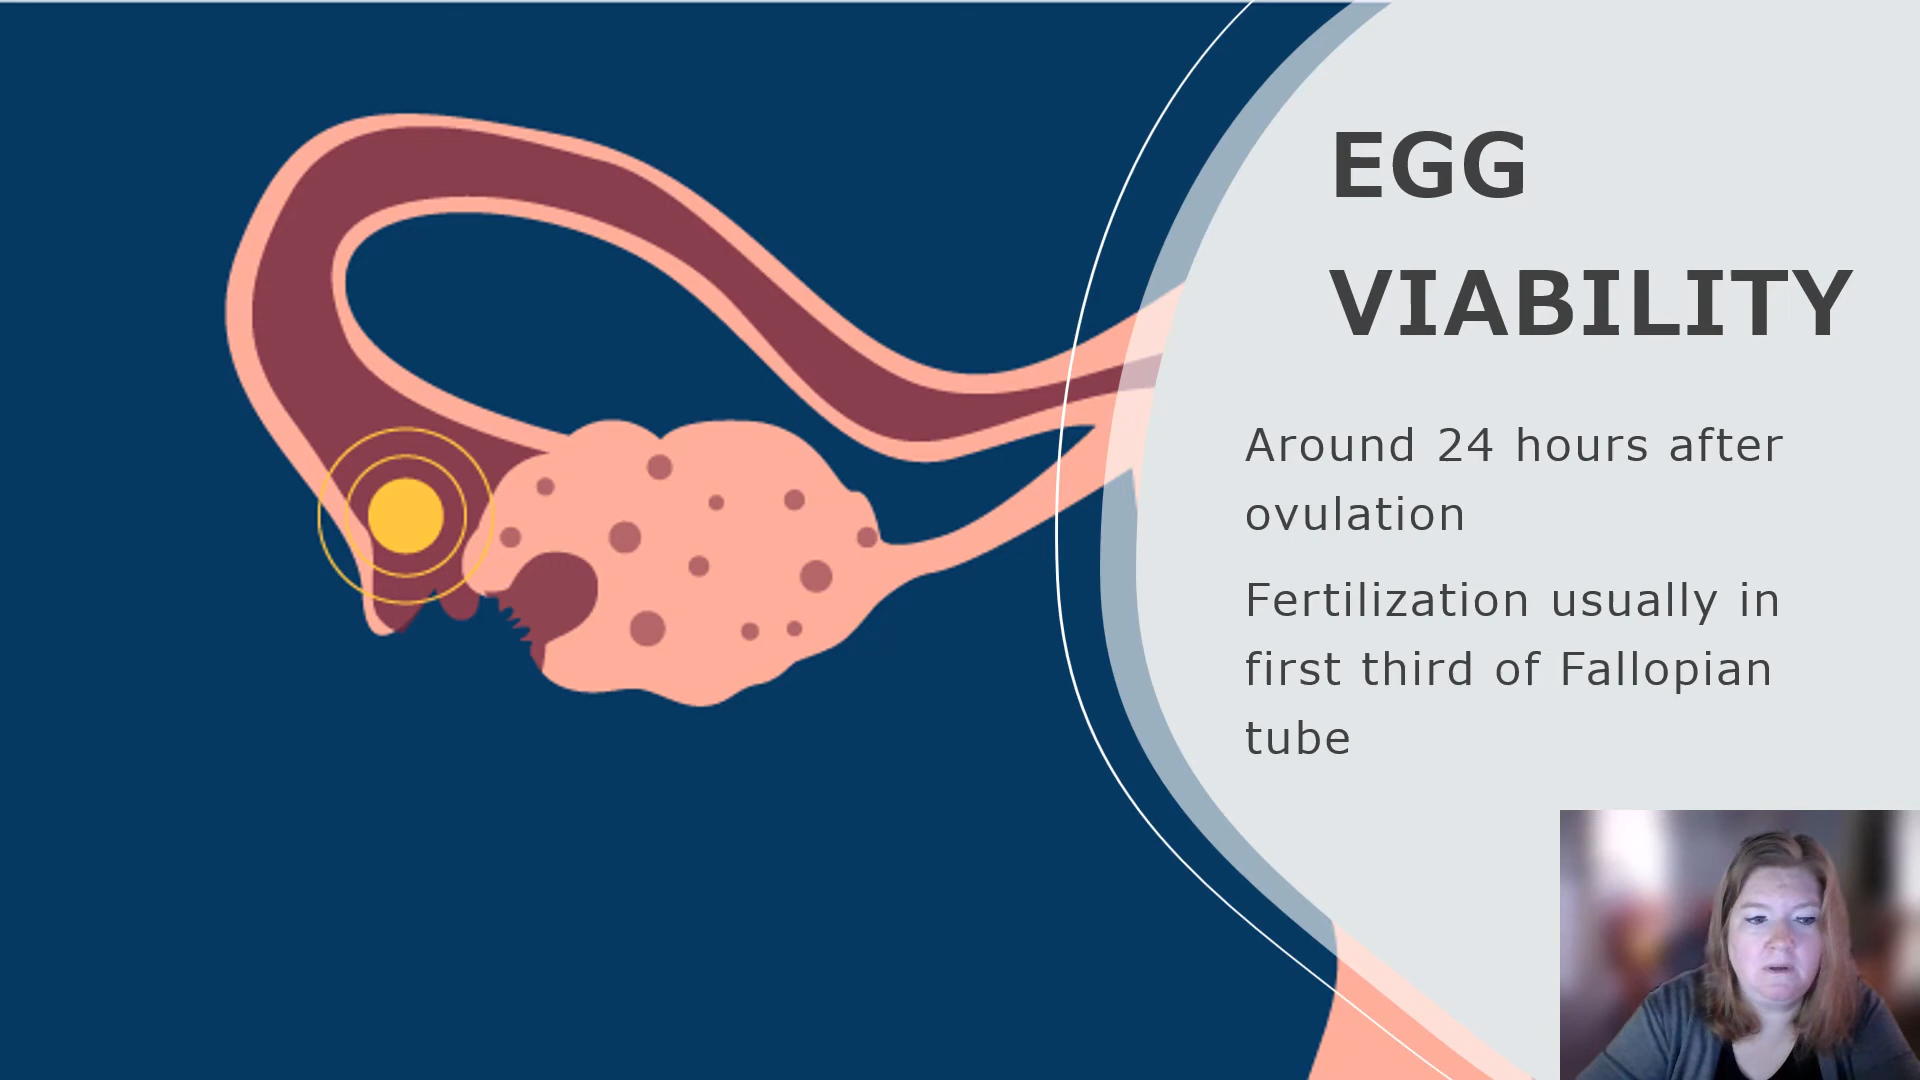 EGG
VIABILITY
Around 24 hours after
ovulation
Fertilization usually in
first third of Fallopian
tube